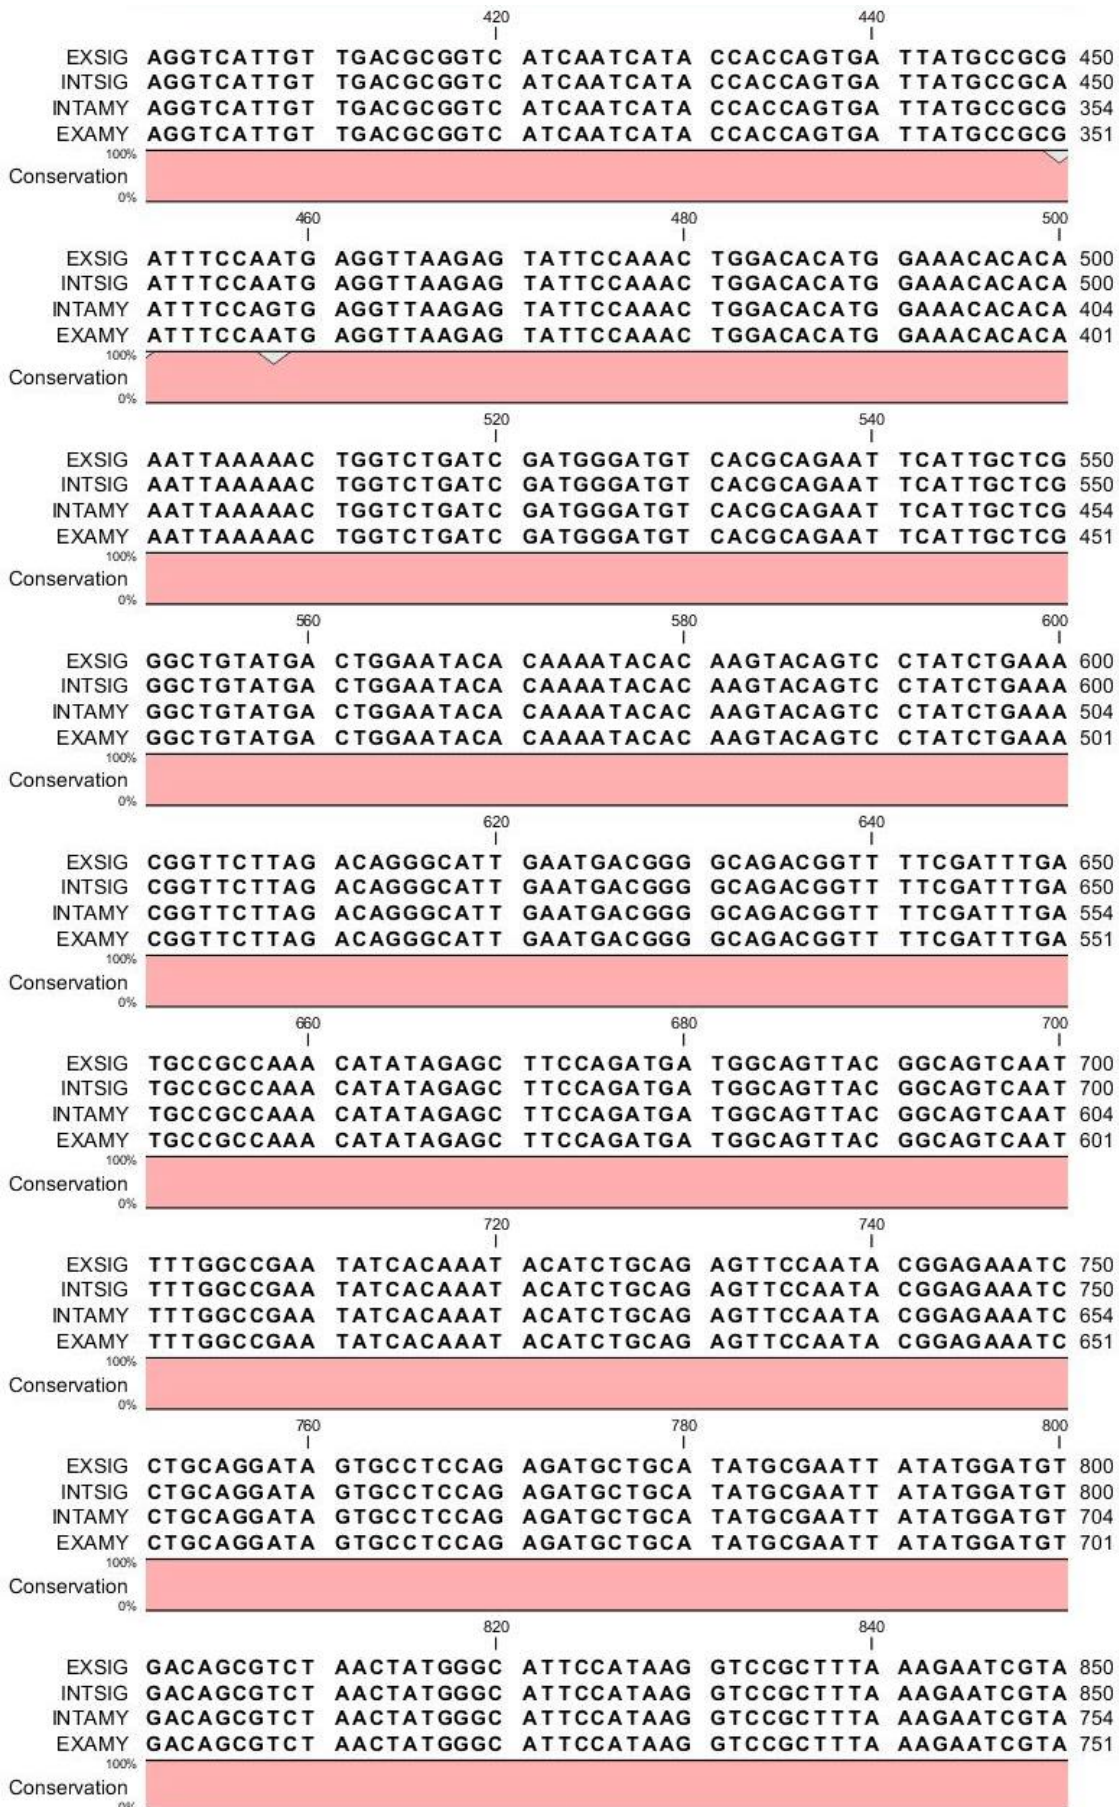 420 440
EXSIG AGGTCATTGT TGACGCGGTC ATCAATCATA CCACCAGTGA TTATGCCGCG 450
INTSIG AGGTCATTGT TGACGCGGTC ATCAATCATA CCACCAGTGA TTATGCCGCA 450
INTAMY AGGTCATTGT TGACGCGGTC ATCAATCATA CCACCAGTGA TTATGCCGCG 354
EXAMY AGGTCATTGT TGACGCGGTC ATCAATCATA CCACCAGTGA TTATGCCGCG 351
100%
Conservation
0%
460 480 500
EXSIG ATTTCCAATG AGGTTAAGAG TATTCCAAAC TGGACACATG GAAACACACA 500
INTSIG ATTTCCAATG AGGTTAAGAG TATTCCAAAC TGGACACATG GAAACACACA 500
INTAMY ATTTCCAGTG AGGTTAAGAG TATTCCAAAC TGGACACATG GAAACACACA 404
EXAMY ATTTCCAATG AGGTTAAGAG TATTCCAAAC TGGACACATG GAAACACACA 401
100%
Conservation
0%
520 540
EXSIG AATTAAAAAC TGGTCTGATC GATGGGATGT CACGCAGAAT TCATTGCTCG 550
INTSIG AATTAAAAAC TGGTCTGATC GATGGGATGT CACGCAGAAT TCATTGCTCG 550
INTAMY AATTAAAAAC TGGTCTGATC GATGGGATGT CACGCAGAAT TCATTGCTCG 454
EXAMY AATTAAAAAC TGGTCTGATC GATGGGATGT CACGCAGAAT TCATTGCTCG 451
100%
Conservation
0%
560 580 600
EXSIG GGCTGTATGA CTGGAATACA CAAAATACAC AAGTACAGTC CTATCTGAAA 600
INTSIG GGCTGTATGA CTGGAATACA CAAAATACAC AAGTACAGTC CTATCTGAAA 600
INTAMY GGCTGTATGA CTGGAATACA CAAAATACAC AAGTACAGTC CTATCTGAAA 504
EXAMY GGCTGTATGA CTGGAATACA CAAAATACAC AAGTACAGTC CTATCTGAAA 501
100%
Conservation
0%
620 640
EXSIG CGGTTCTTAG ACAGGGCATT GAATGACGGG GCAGACGGTT TTCGATTTGA 650
INTSIG CGGTTCTTAG ACAGGGCATT GAATGACGGG GCAGACGGTT TTCGATTTGA 650
INTAMY CGGTTCTTAG ACAGGGCATT GAATGACGGG GCAGACGGTT TTCGATTTGA 554
EXAMY CGGTTCTTAG ACAGGGCATT GAATGACGGG GCAGACGGTT TTCGATTTGA 551
100%
Conservation
0%
660 680 700
EXSIG TGCCGCCAAA CATATAGAGC TTCCAGATGA TGGCAGTTAC GGCAGTCAAT 700
INTSIG TGCCGCCAAA CATATAGAGC TTCCAGATGA TGGCAGTTAC GGCAGTCAAT 700
INTAMY TGCCGCCAAA CATATAGAGC TTCCAGATGA TGGCAGTTAC GGCAGTCAAT 604
EXAMY TGCCGCCAAA CATATAGAGC TTCCAGATGA TGGCAGTTAC GGCAGTCAAT 601
100%
Conservation
0%
720 740
EXSIG TTTGGCCGAA TATCACAAAT ACATCTGCAG AGTTCCAATA CGGAGAAATC 750
INTSIG TTTGGCCGAA TATCACAAAT ACATCTGCAG AGTTCCAATA CGGAGAAATC 750
INTAMY TTTGGCCGAA TATCACAAAT ACATCTGCAG AGTTCCAATA CGGAGAAATC 654
EXAMY TTTGGCCGAA TATCACAAAT ACATCTGCAG AGTTCCAATA CGGAGAAATC 651
100%
Conservation
0%
760 780 800
EXSIG CTGCAGGATA GTGCCTCCAG AGATGCTGCA TATGCGAATT ATATGGATGT 800
INTSIG CTGCAGGATA GTGCCTCCAG AGATGCTGCA TATGCGAATT ATATGGATGT 800
INTAMY CTGCAGGATA GTGCCTCCAG AGATGCTGCA TATGCGAATT ATATGGATGT 704
EXAMY CTGCAGGATA GTGCCTCCAG AGATGCTGCA TATGCGAATT ATATGGATGT 701
100%
Conservation
0%
820 840
EXSIG GACAGCGTCT AACTATGGGC ATTCCATAAG GTCCGCTTTA AAGAATCGTA 850
INTSIG GACAGCGTCT AACTATGGGC ATTCCATAAG GTCCGCTTTA AAGAATCGTA 850
INTAMY GACAGCGTCT AACTATGGGC ATTCCATAAG GTCCGCTTTA AAGAATCGTA 754
EXAMY GACAGCGTCT AACTATGGGC ATTCCATAAG GTCCGCTTTA AAGAATCGTA 751
100%
Conservation
0%